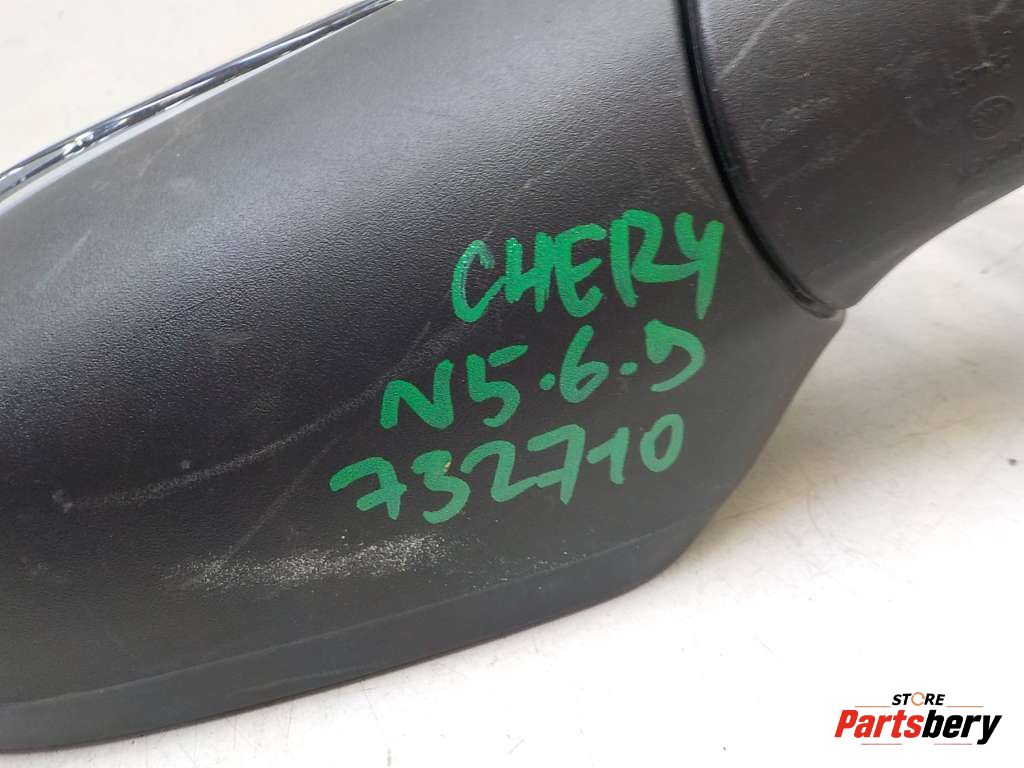 CHERY
N5.6.9
732710
STORE
Partsbery